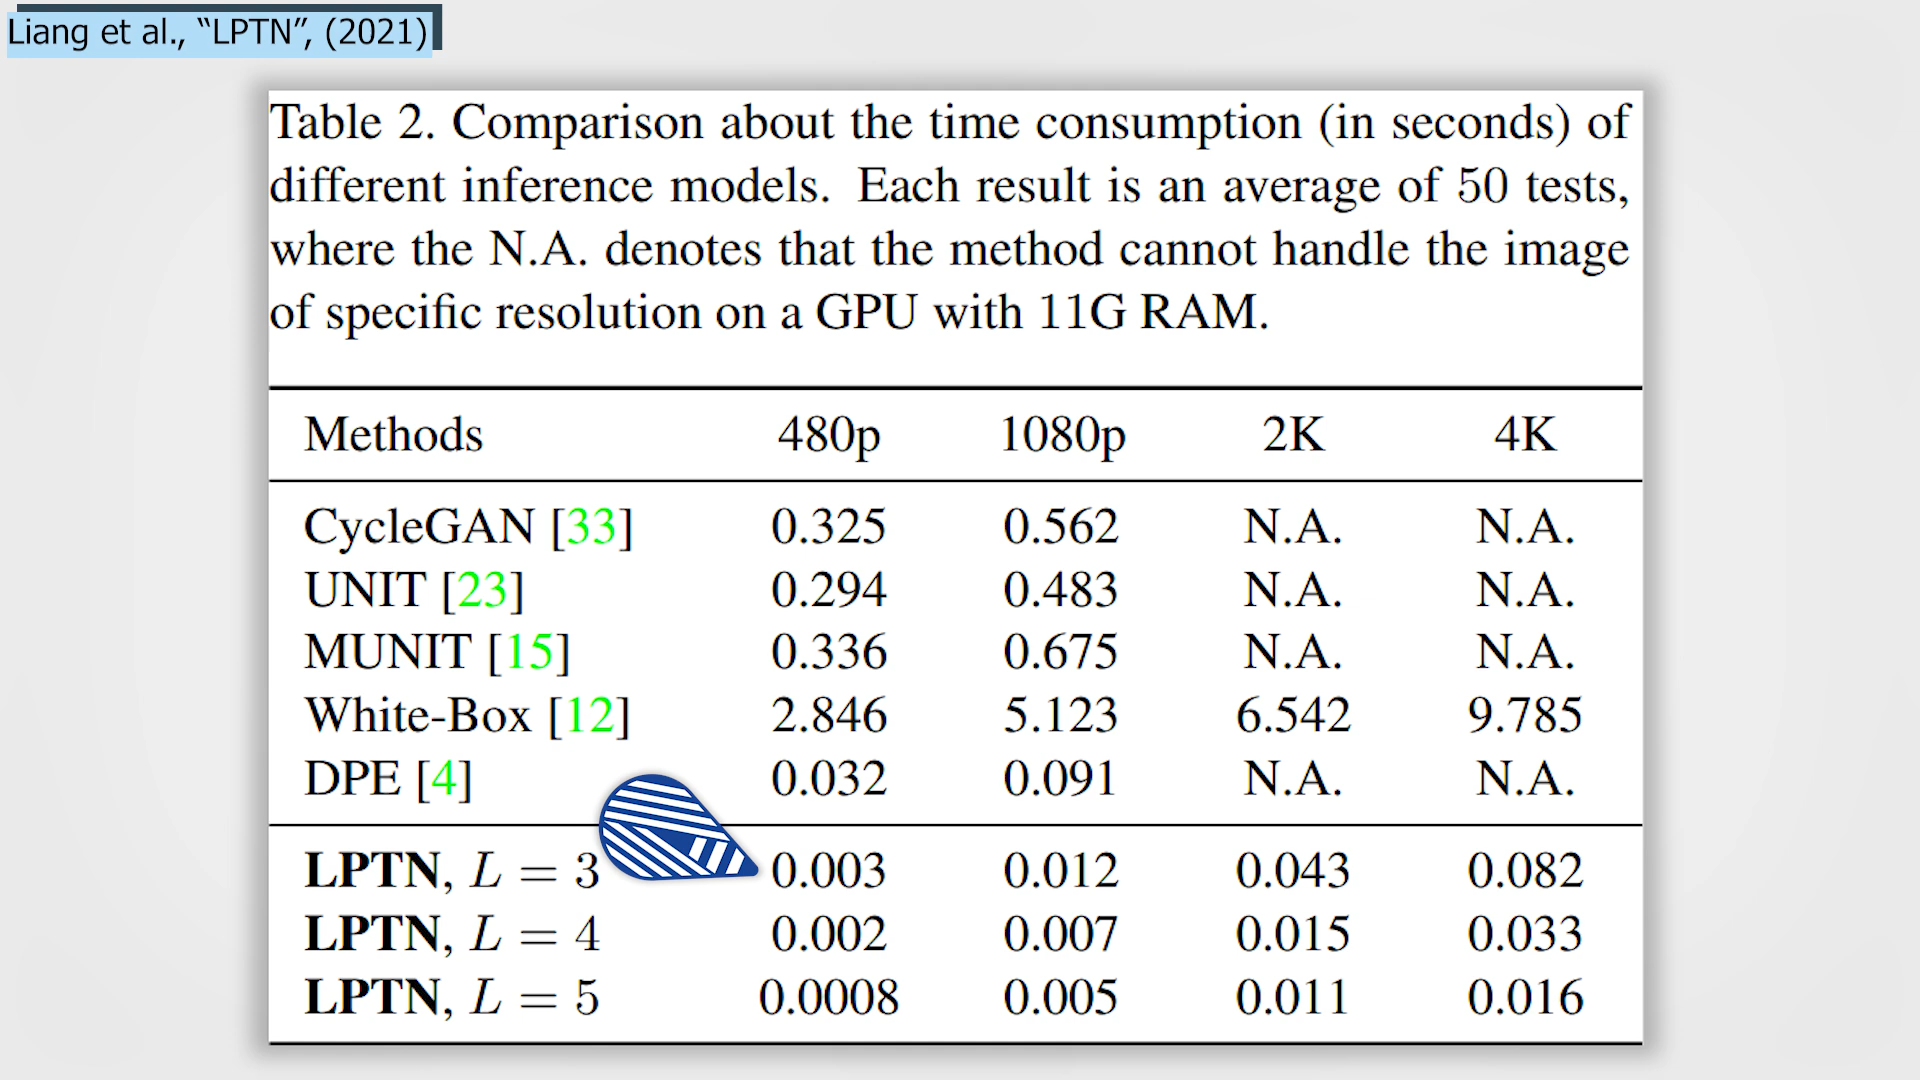 Liang et al., “LPTN”, (2021)
Table 2. Comparison about the time consumption (in seconds) of
different inference models. Each result is an average of 50 tests,
where the N.A. denotes that the method cannot handle the image
of specific resolution on a GPU with 11G RAM.
Methods 480p 1080p 2K 4K
CycleGAN [33] 0.325 0.562 N.A. N.A.
UNIT [23] 0.294 0.483 N.A. N.A.
MUNIT [15] 0.336 0.675 N.A. N.A.
White-Box [12] 2.846 5.123 6.542 9.785
DPE [4] 0.032 0.091 N.A. N.A.
LPTN, L = 3 0.003 0.012 0.043 0.082
LPTN, L = 4 0.002 0.007 0.015 0.033
LPTN, L = 5 0.0008 0.005 0.011 0.016